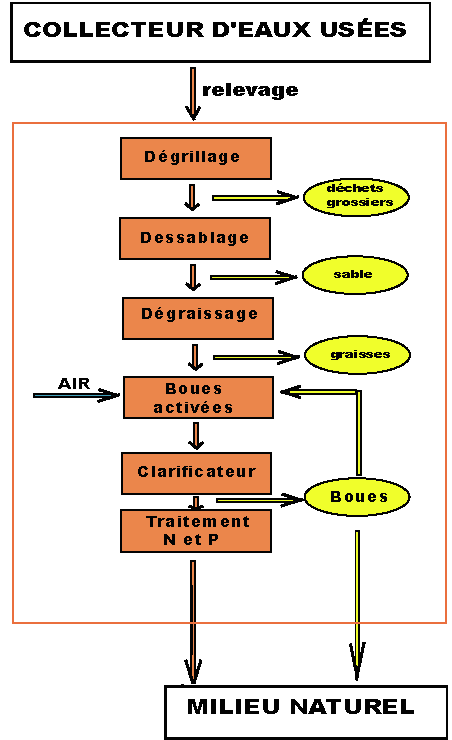 COLLECTEUR D'EAUX USÉES
relevage
Dégrillage
déchets
grossiers
Dessablage
sable
Dégraissage
graisses
AIR
Boues
activées
Clarificateur
Boues
Traitement
N et P
MILIEU NATUREL